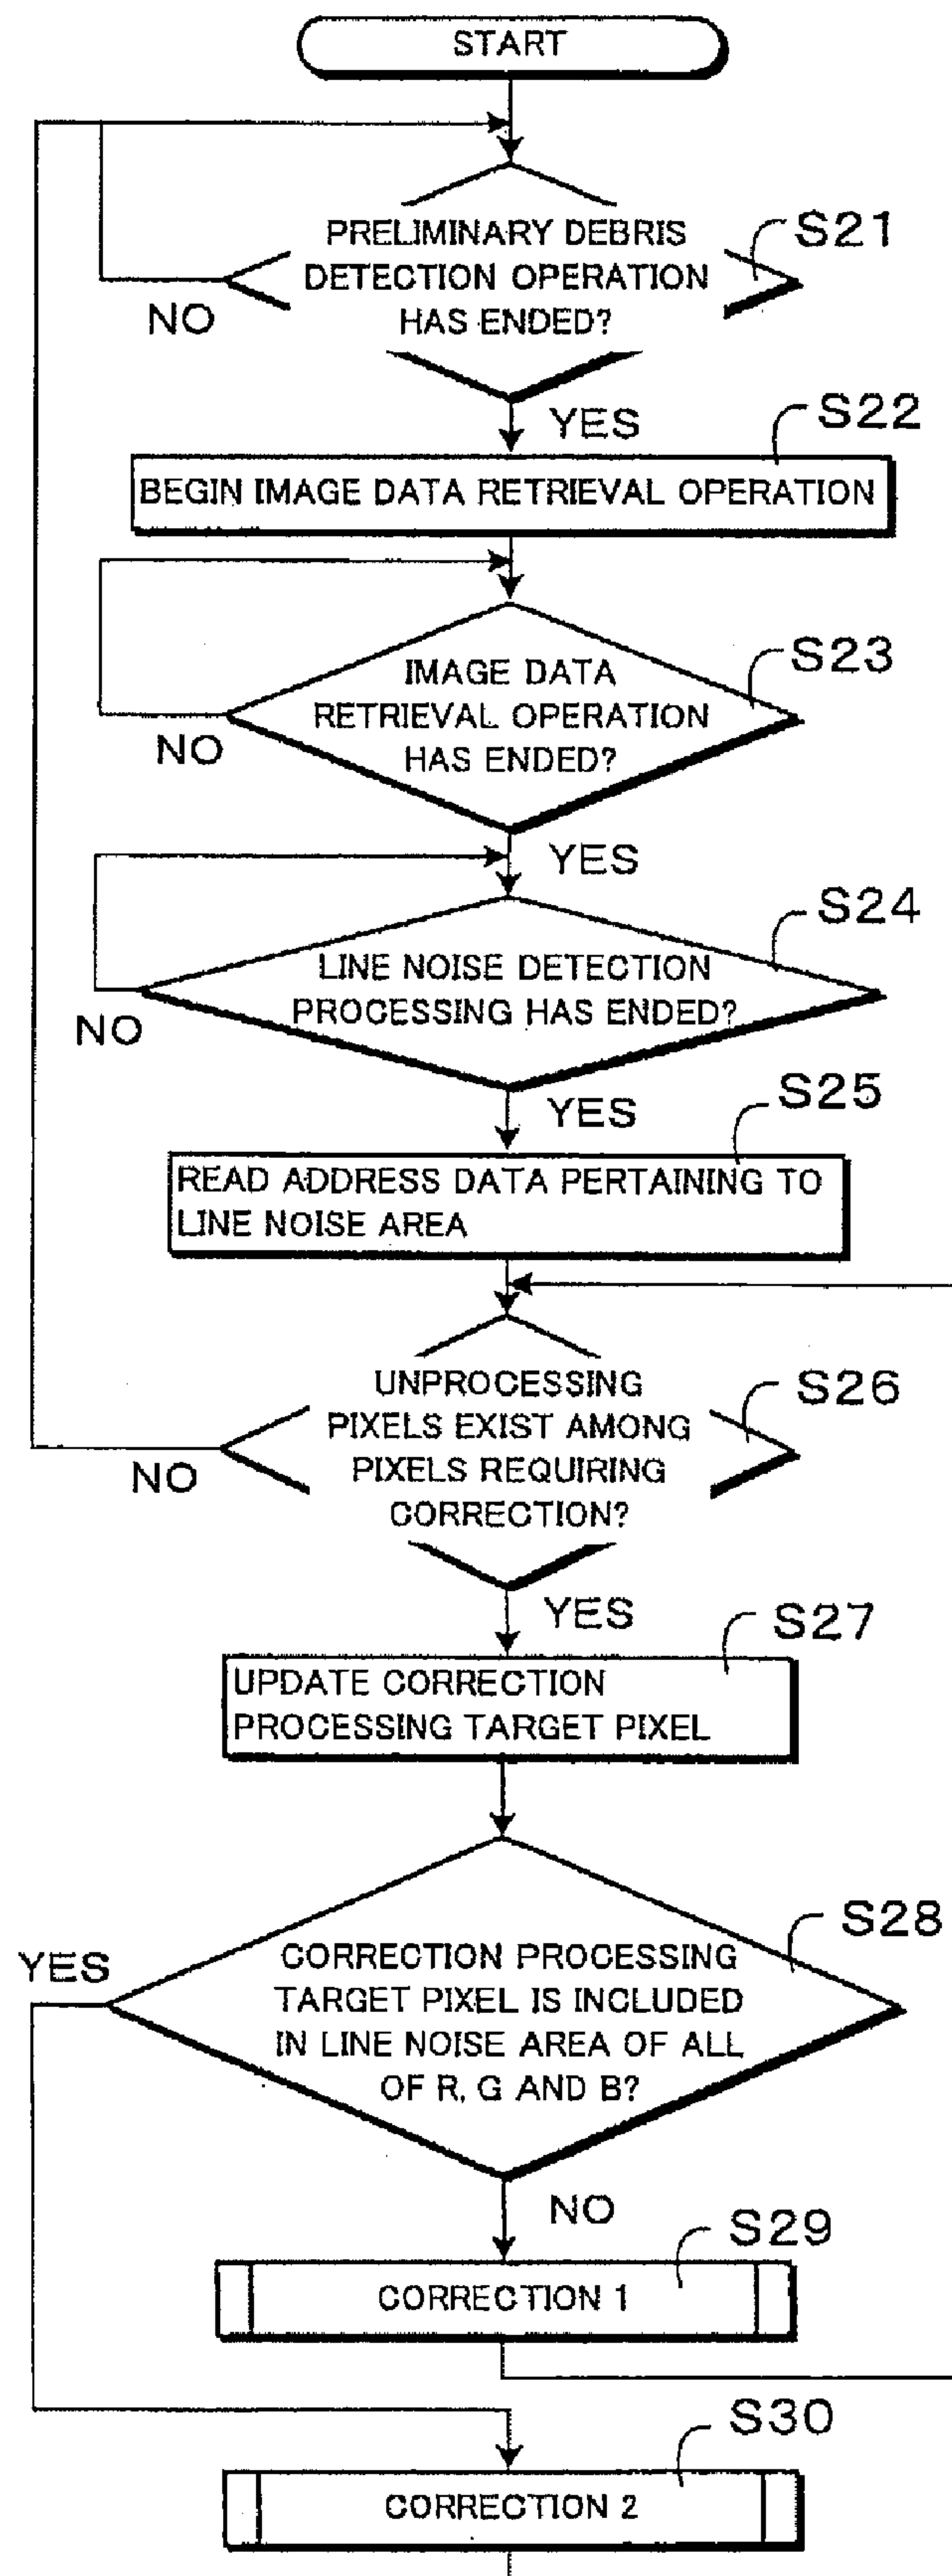 START
PRELIMINARY DEBRIS
DETECTION OPERATION
HAS ENDED?
S21
NO
YES
S22
BEGIN IMAGE DATA RETRIEVAL OPERATION
IMAGE DATA
RETRIEVAL OPERATION
HAS ENDED?
S23
NO
YES
S24
LINE NOISE DETECTION
PROCESSING HAS ENDED?
NO
YES
S25
READ ADDRESS DATA PERTAINING TO
LINE NOISE AREA
UNPROCESSING
PIXELS EXIST AMONG
PIXELS REQUIRING
CORRECTION?
S26
NO
YES
S27
UPDATE CORRECTION
PROCESSING TARGET PIXEL
S28
YES
CORRECTION PROCESSING
TARGET PIXEL IS INCLUDED
IN LINE NOISE AREA OF ALL
OF R, G AND B?
NO
S29
CORRECTION 1
S30
CORRECTION 2